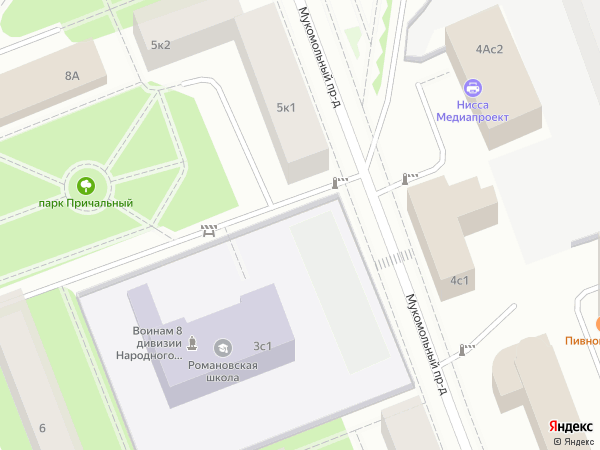 5к2
Мукомольный пр-д
4Ас2
8А
Нисса
Медиапроект
5к1
парк Причальный
4с1
Мукомольный пр-д
Воинам 8
дивизии
Народного...
3с1
Романовская
школа
Пивно
6
Яндекс
© Яндекс